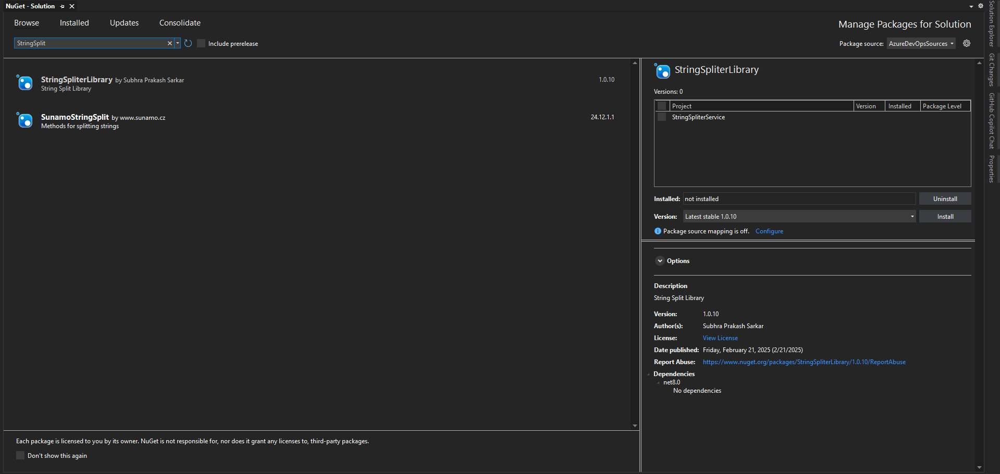 NuGet - Solution
Browse Installed Updates Consolidate
Manage Packages for Solution
StringSplit
Include prerelease
Package source: AzureDevOpsSources
StringSpliterLibrary by Subhra Prakash Sarkar 1.0.10
String Split Library
SunamoStringSplit by www.sunamo.cz 24.12.1.1
Methods for splitting strings
Each package is licensed to you by its owner. NuGet is not responsible for, nor does it grant any licenses to, third-party packages.
Don't show this again
StringSpliterLibrary
Versions: 0
Project Version Installed Package Level
StringSpliterService
Installed: not installed Uninstall
Version: Latest stable 1.0.10 Install
Package source mapping is off. Configure
Options
Description
String Split Library
Version: 1.0.10
Author(s): Subhra Prakash Sarkar
License: View License
Date published: Friday, February 21, 2025 (2/21/2025)
Report Abuse: https://www.nuget.org/packages/StringSpliterLibrary/1.0.10/ReportAbuse
Dependencies
net8.0
No dependencies
Solution Explorer
Git Changes
GitHub Copilot Chat
Properties